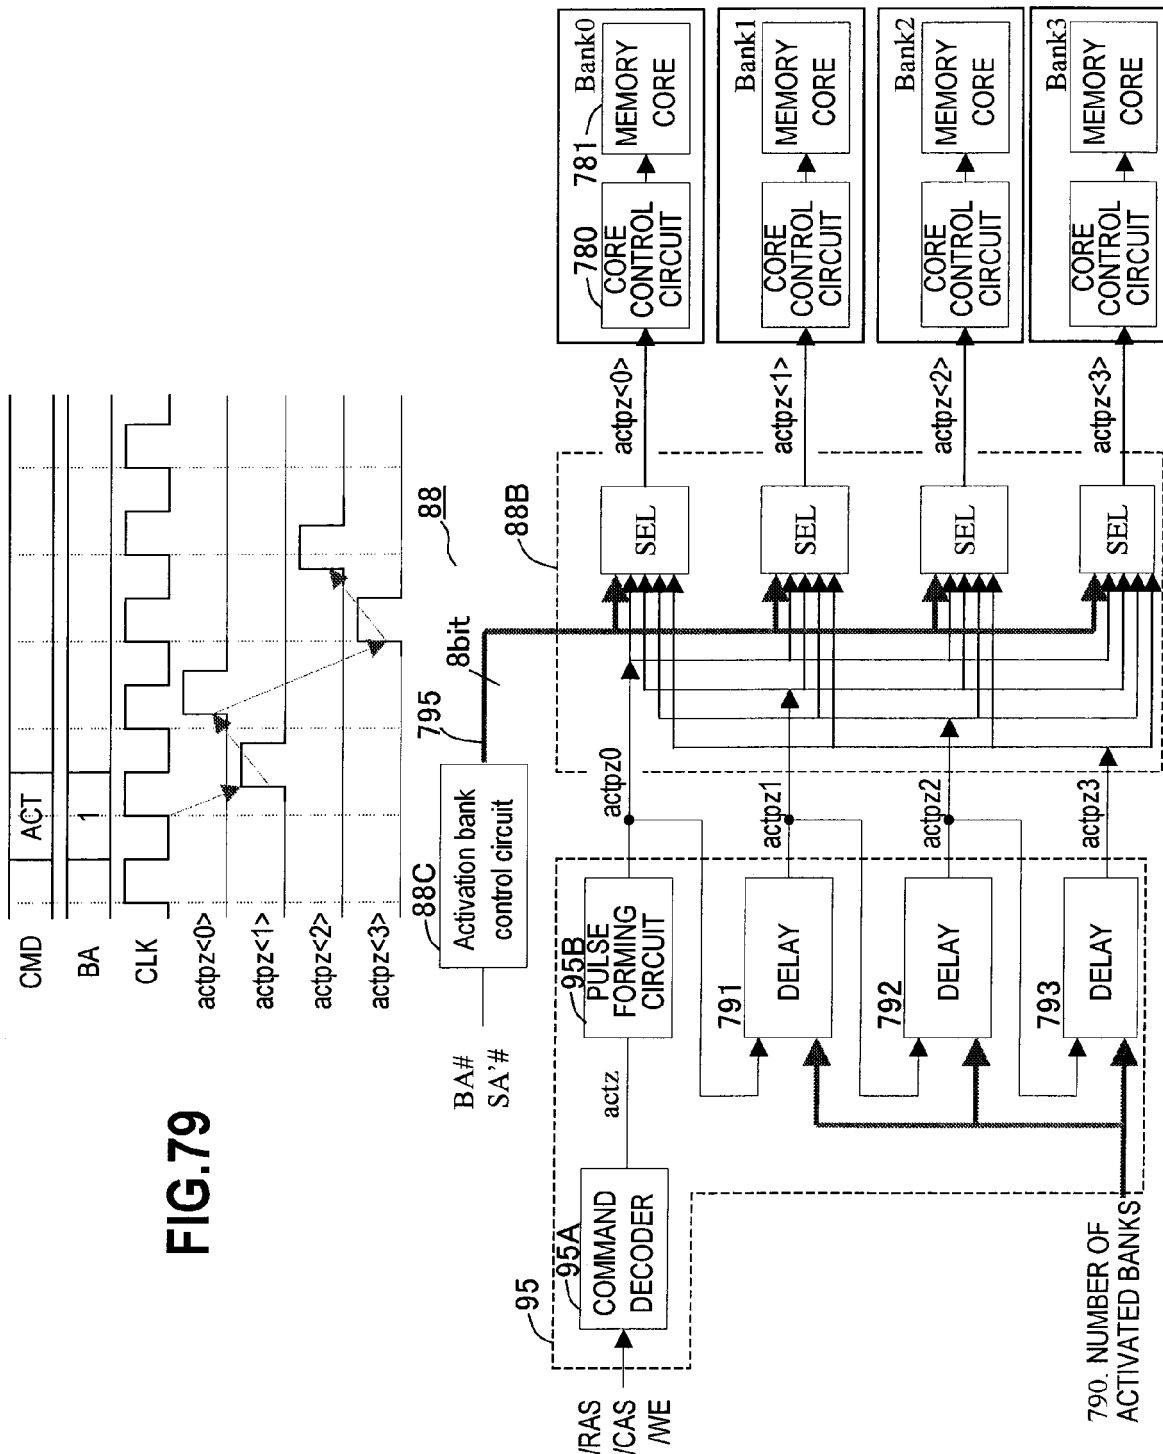 FIG.79
CMD
ACT
BA
1
CLK
actpz<0>
actpz<1>
actpz<2>
actpz<3>
88
BA#
SA'#
88C
Activation bank
control circuit
795
8bit
88B
95
/RAS
/CAS
/WE
95A
COMMAND
DECODER
actz
95B
PULSE
FORMING
CIRCUIT
actpz0
SEL
actpz<0>
780
CORE
CONTROL
CIRCUIT
781
Bank0
MEMORY
CORE
791
DELAY
actpz1
SEL
actpz<1>
CORE
CONTROL
CIRCUIT
Bank1
MEMORY
CORE
792
DELAY
actpz2
SEL
actpz<2>
CORE
CONTROL
CIRCUIT
Bank2
MEMORY
CORE
793
DELAY
actpz3
SEL
actpz<3>
CORE
CONTROL
CIRCUIT
Bank3
MEMORY
CORE
790. NUMBER OF
ACTIVATED BANKS